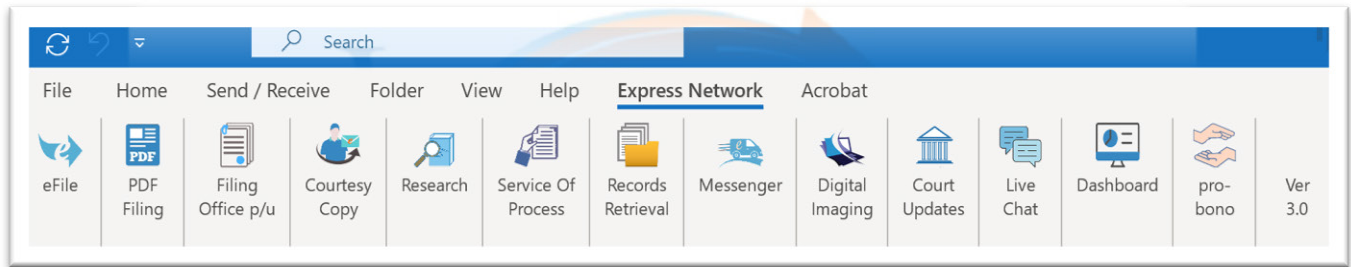 Search
File Home Send / Receive Folder View Help Express Network Acrobat
eFile PDF Filing Courtesy Research Service Of Records Messenger Digital Court Live Dashboard pro- Ver
Filing Office p/u Copy Process Retrieval Imaging Updates Chat bono 3.0